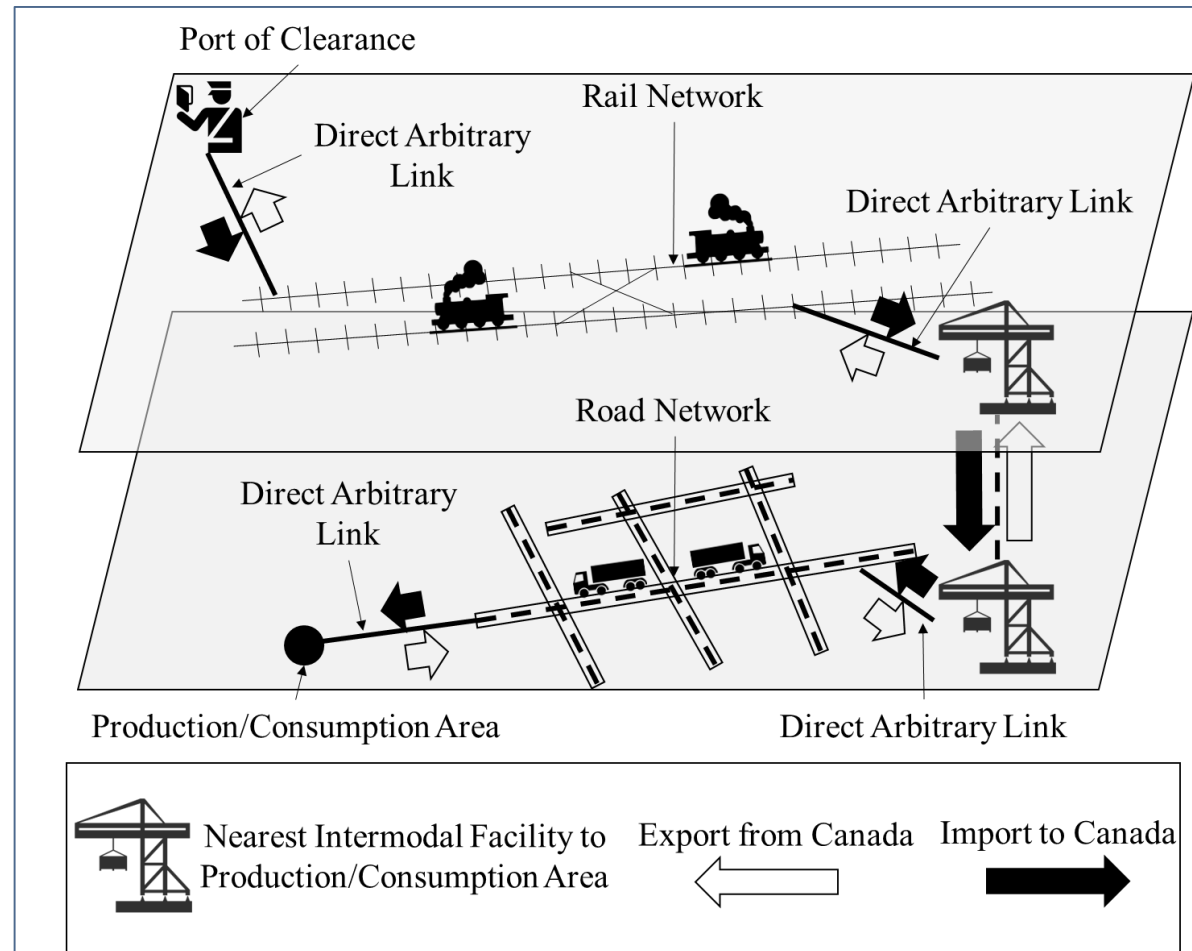 Port of Clearance
Rail Network
Direct Arbitrary
Link
Direct Arbitrary Link
Road Network
Direct Arbitrary
Link
Production/Consumption Area
Direct Arbitrary Link
Nearest Intermodal Facility to
Production/Consumption Area
Export from Canada
Import to Canada